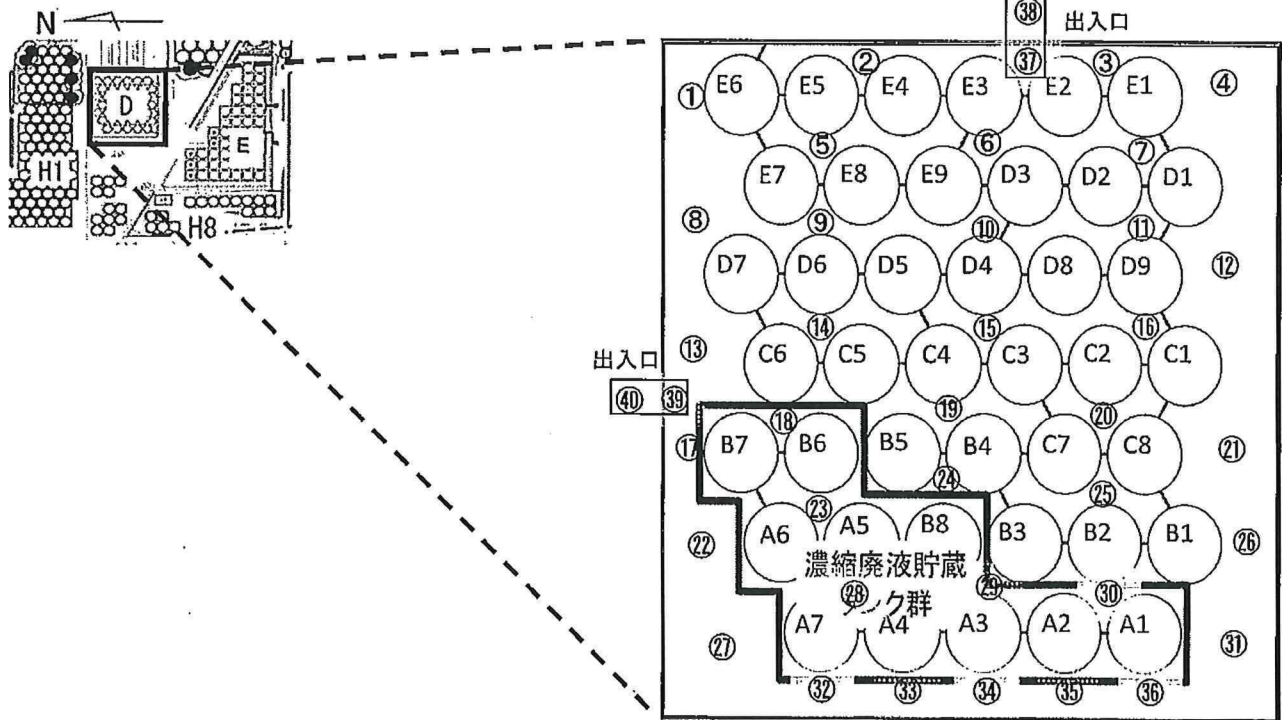 N
D
E
H1
H8
㊳ 出入口
㊲
① E6 E5 ② E4 E3 E2 ③ E1 ④
⑤ ⑥ ⑦
E7 E8 E9 D3 D2 D1
⑧ ⑨ ⑩ ⑪
D7 D6 D5 D4 D8 D9 ⑫
⑬ ⑭ ⑮ ⑯
C6 C5 C4 C3 C2 C1
出入口
㊵ ㊴
⑱ ⑲ ⑳
⑰ B7 B6 B5 B4 C7 C8 ㉑
㉔
㉓ ㉕
㉒ A6 A5 B8 B3 B2 B1 ㉖
濃縮廃液貯蔵
㉘ ンク群 ㉙ ㉚
㉗ A7 A4 A3 A2 A1 ㉛
㉜ ㉝ ㉞ ㉟ ㊱